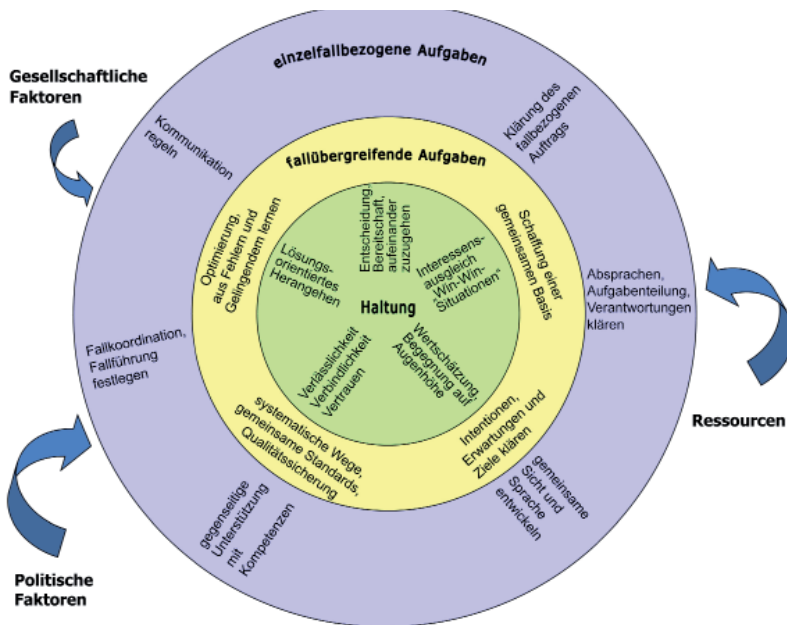 einzelfallbezogene Aufgaben
Gesellschaftliche
Faktoren
Kommunikation
regeln
Klärung des
fallbezogenen
Auftrags
fallübergreifende Aufgaben
Optimierung,
aus Fehlern und
Gelingendem lernen
Schaffung einer
gemeinsamen Basis
Entscheidung,
Bereitschaft,
aufeinander
zuzugehen
Lösungs-
orientiertes
Herangehen
Interessens-
ausgleich
„Win-Win-
Situationen“
Haltung
Absprachen,
Aufgabenteilung,
Verantwortungen
klären
Fallkoordination,
Fallführung
festlegen
Verlässlichkeit
Verbindlichkeit
Vertrauen
Wertschätzung,
Begegnung auf
Augenhöhe
Ressourcen
systematische Wege,
gemeinsame Standards,
Qualitätssicherung
Intentionen,
Erwartungen und
Ziele klären
gegenseitige
Unterstützung
mit
Kompetenzen
gemeinsame
Sicht und
Sprache
entwickeln
Politische
Faktoren